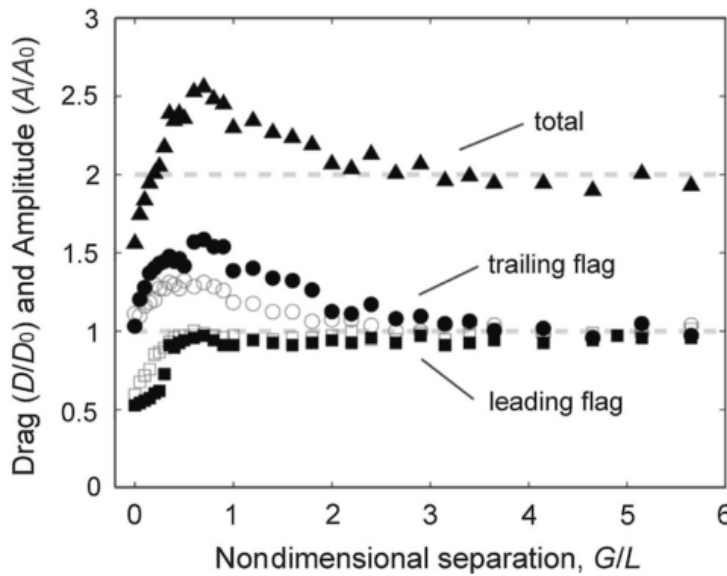 3
2.5
2
1.5
1
0.5
0
total
trailing flag
leading flag
0 1 2 3 4 5 6
Drag (D/D0) and Amplitude (A/A0)
Nondimensional separation, G/L